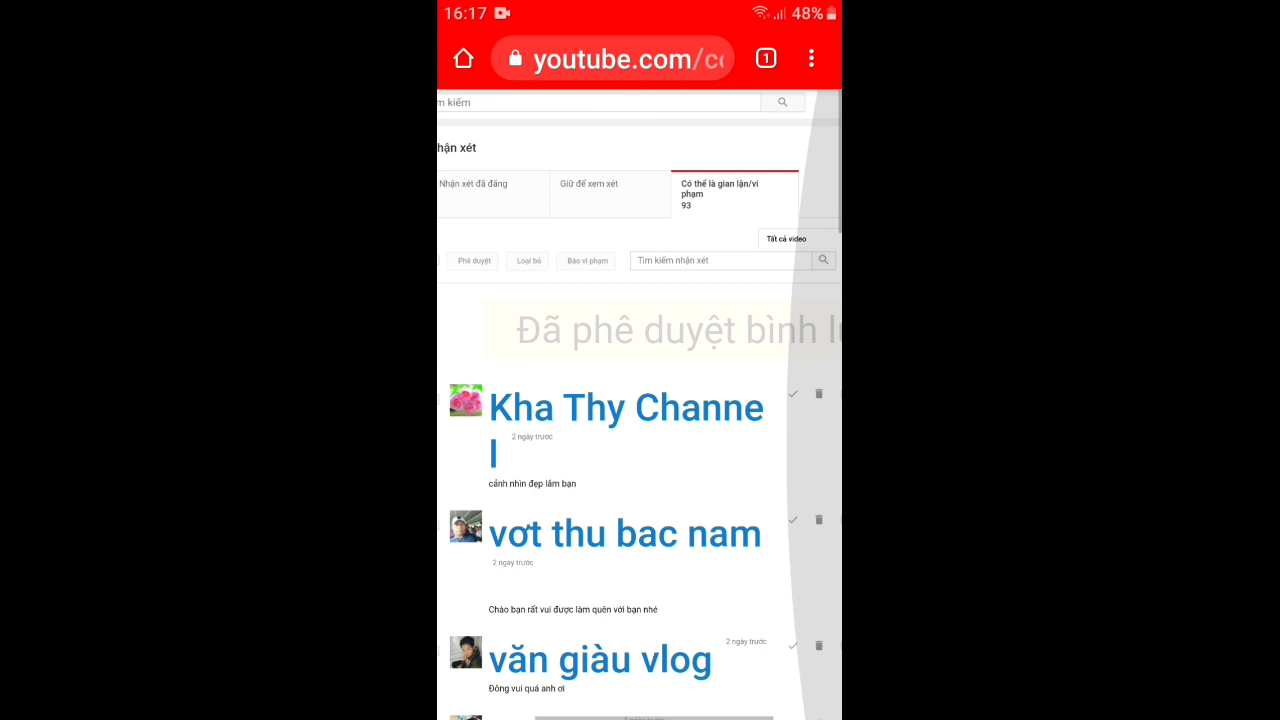 16:17
48%
youtube.com/co
1
m kiếm
hận xét
Nhận xét đã đăng
Giữ để xem xét
Có thể là gian lận/vi
phạm
93
Tất cả video
Phê duyệt
Loại bỏ
Báo vi phạm
Tìm kiếm nhận xét
Đã phê duyệt bình lu
Kha Thy Channe
l
2 ngày trước
cảnh nhìn đẹp lắm bạn
vơt thu bac nam
2 ngày trước
Chào bạn rất vui được làm quên với bạn nhé
văn giàu vlog
2 ngày trước
Đông vui quá anh ơi